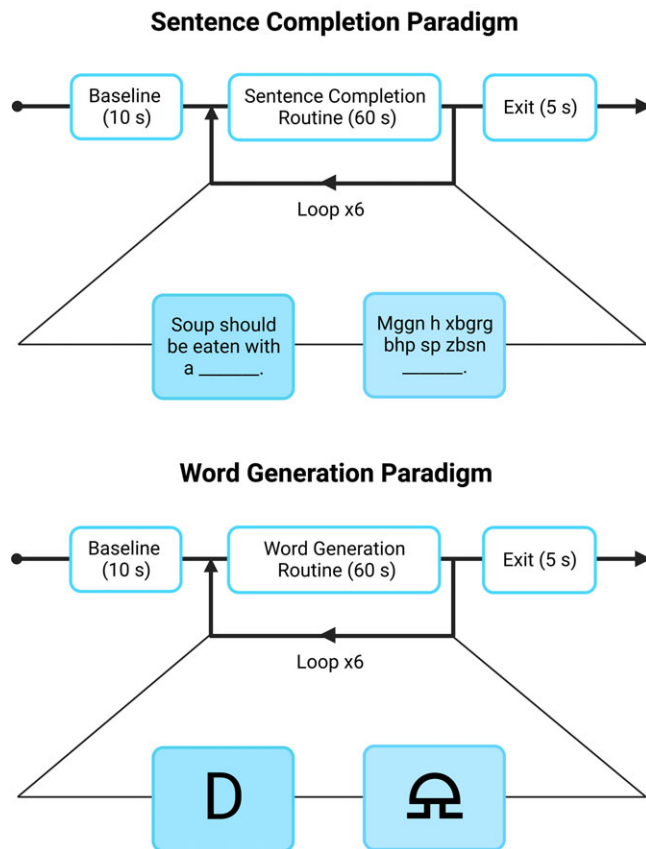 Sentence Completion Paradigm
Baseline
(10 s)
Sentence Completion
Routine (60 s)
Exit (5 s)
Loop x6
Soup should
be eaten with
a _______.
Mggn h xbgrg
bhp sp zbsn
_______.
Word Generation Paradigm
Baseline
(10 s)
Word Generation
Routine (60 s)
Exit (5 s)
Loop x6
D